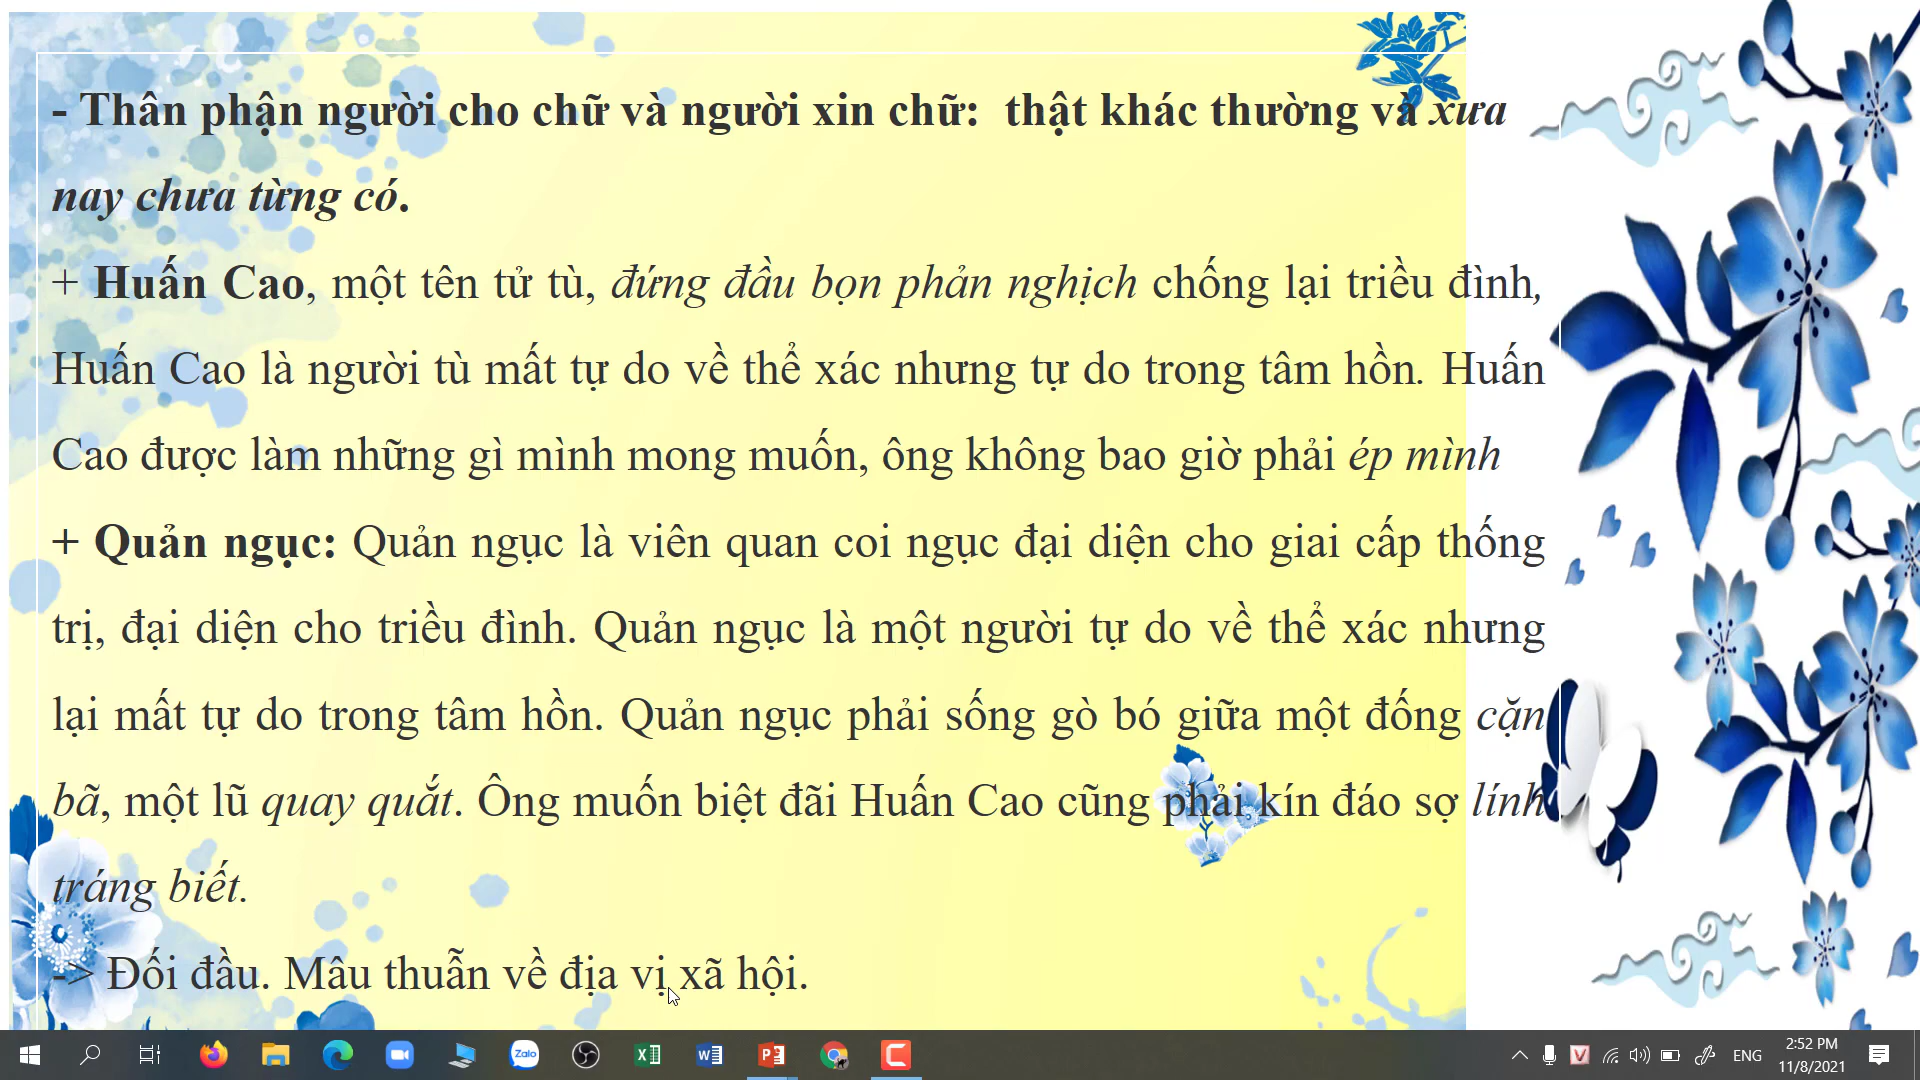 - Thân phận người cho chữ và người xin chữ:  thật khác thường và xưa
nay chưa từng có.
+ Huấn Cao, một tên tử tù, đứng đầu bọn phản nghịch chống lại triều đình,
Huấn Cao là người tù mất tự do về thể xác nhưng tự do trong tâm hồn. Huấn
Cao được làm những gì mình mong muốn, ông không bao giờ phải ép mình
+ Quản ngục: Quản ngục là viên quan coi ngục đại diện cho giai cấp thống
trị, đại diện cho triều đình. Quản ngục là một người tự do về thể xác nhưng
lại mất tự do trong tâm hồn. Quản ngục phải sống gò bó giữa một đống cặn
bã, một lũ quay quắt. Ông muốn biệt đãi Huấn Cao cũng phải kín đáo sợ lính
tráng biết.
-> Đối đầu. Mâu thuẫn về địa vị xã hội.
Zalo
ENG
2:52 PM
11/8/2021